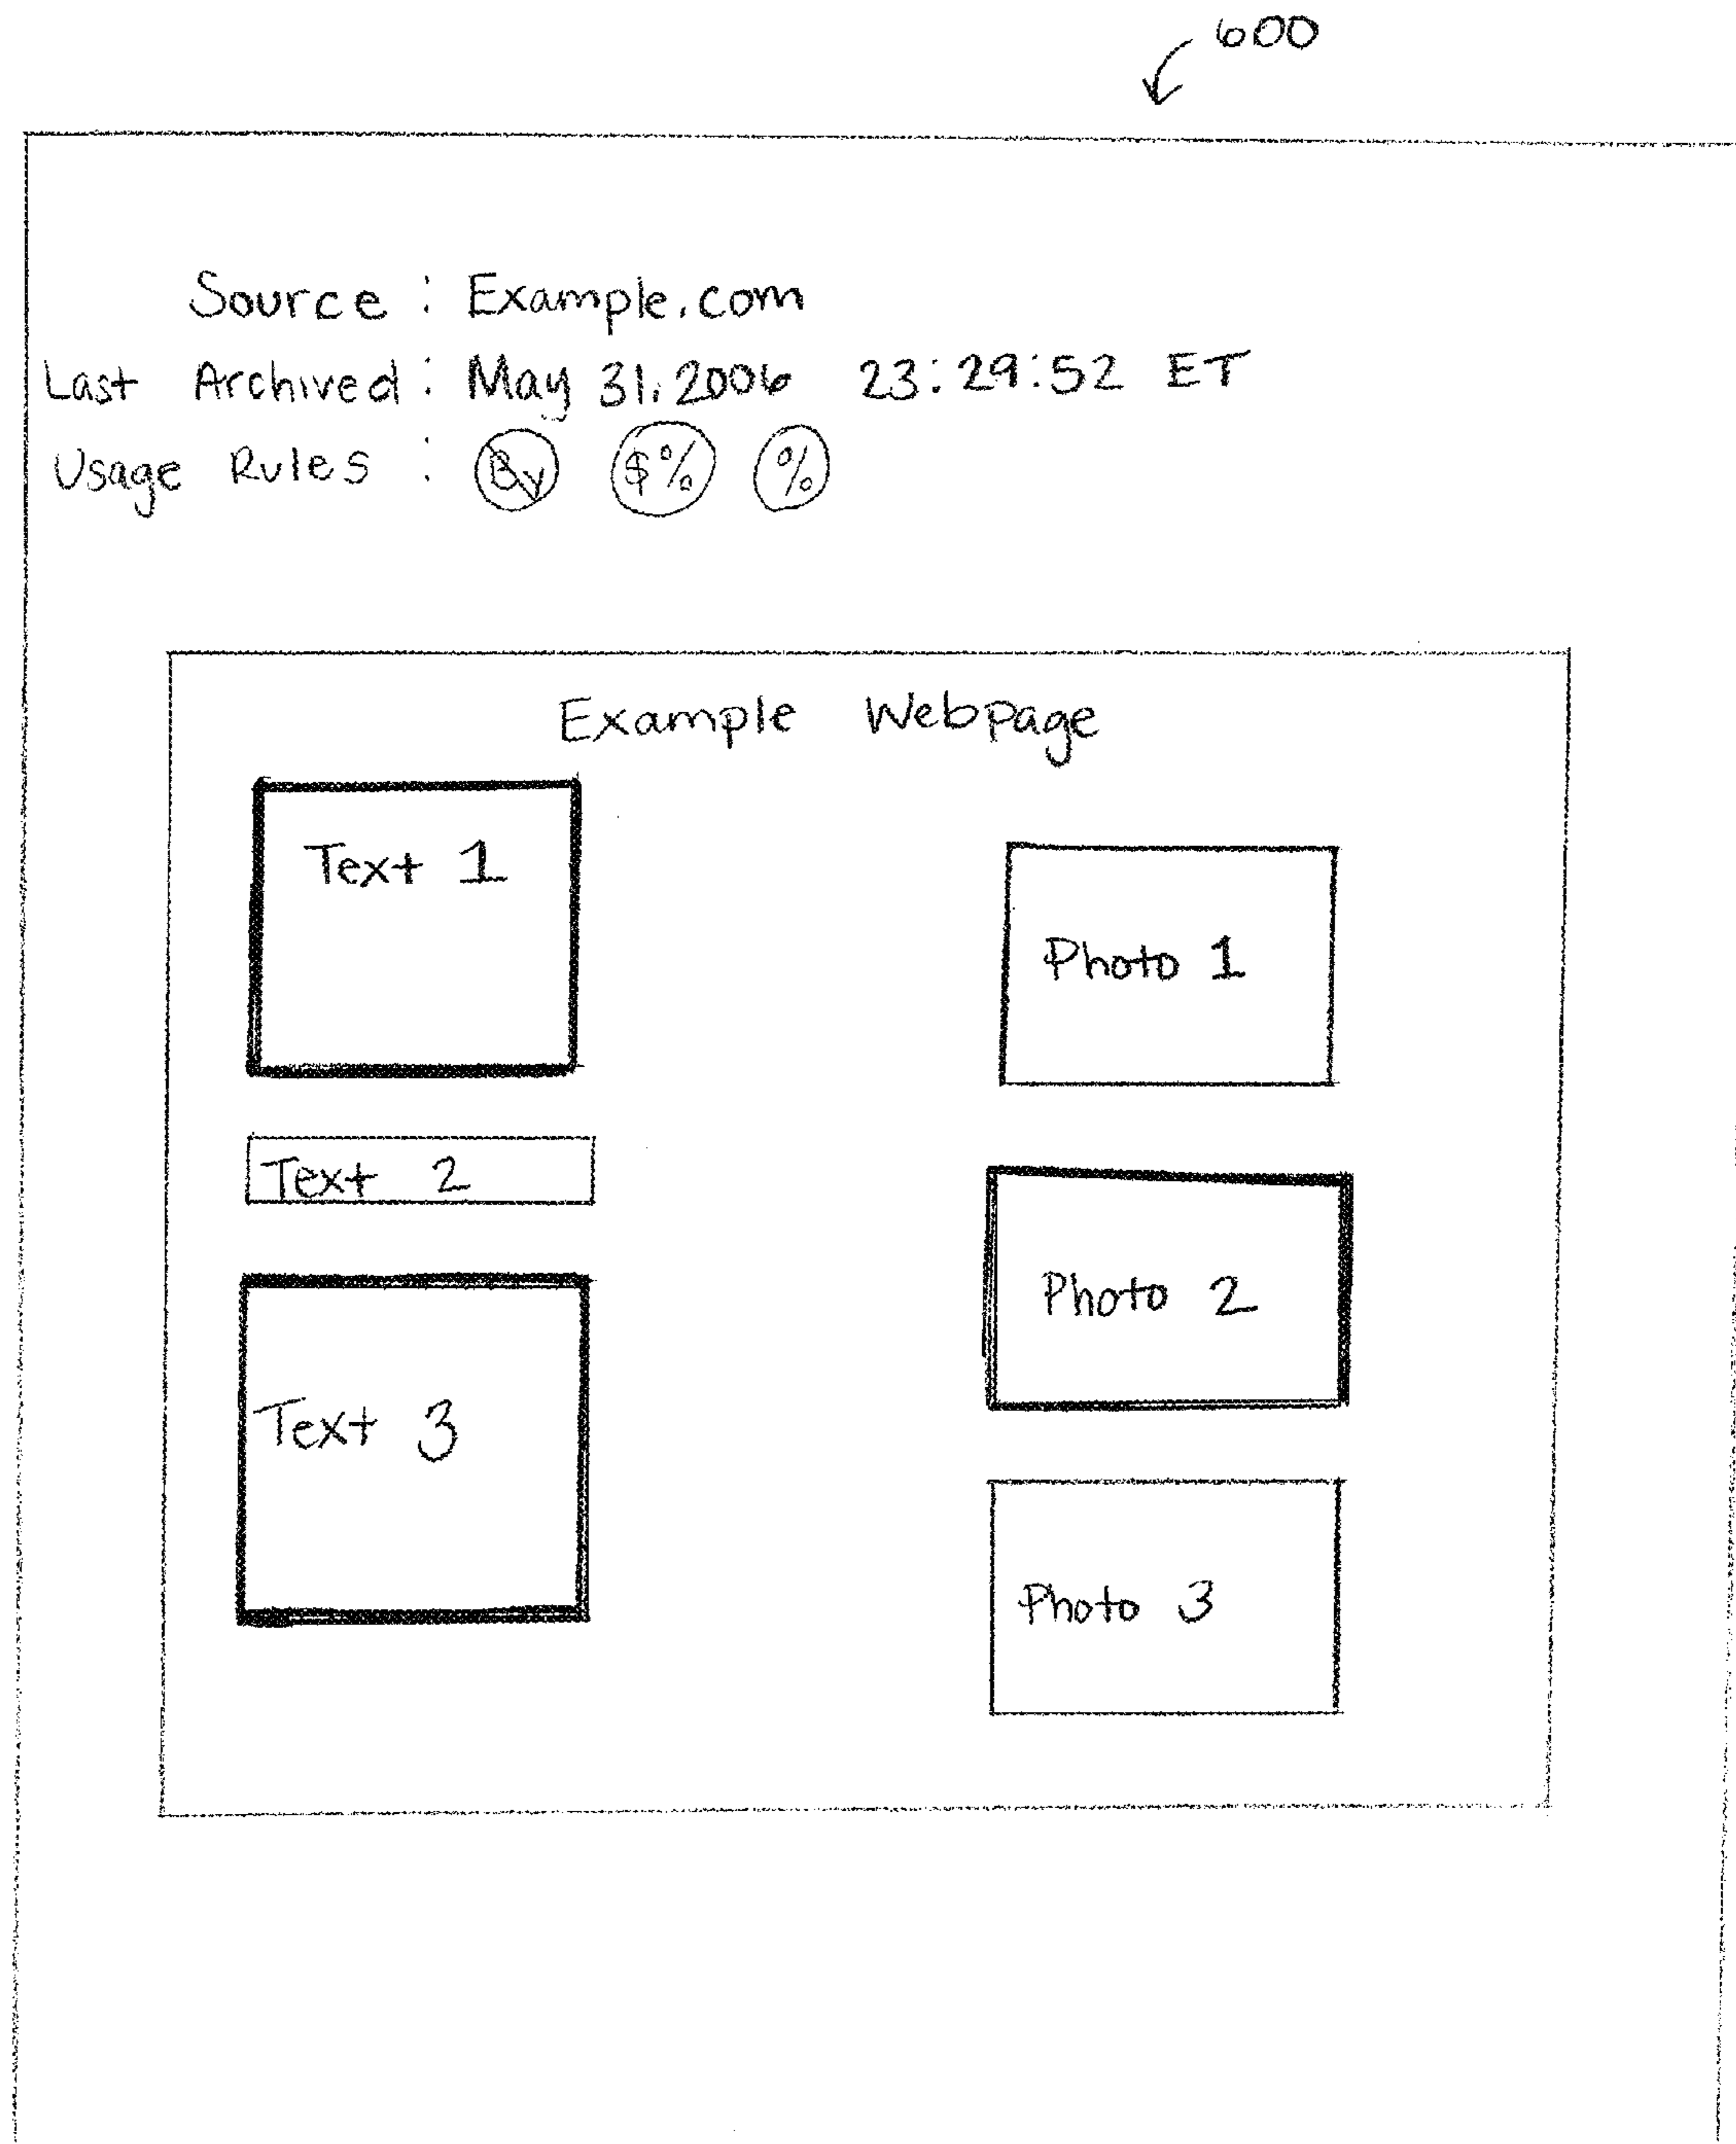 600
Source : Example.com
Last Archived : May 31, 2006 23:29:52 ET
Usage Rules : By $% %
Example Webpage
Text 1
Photo 1
Text 2
Photo 2
Text 3
Photo 3